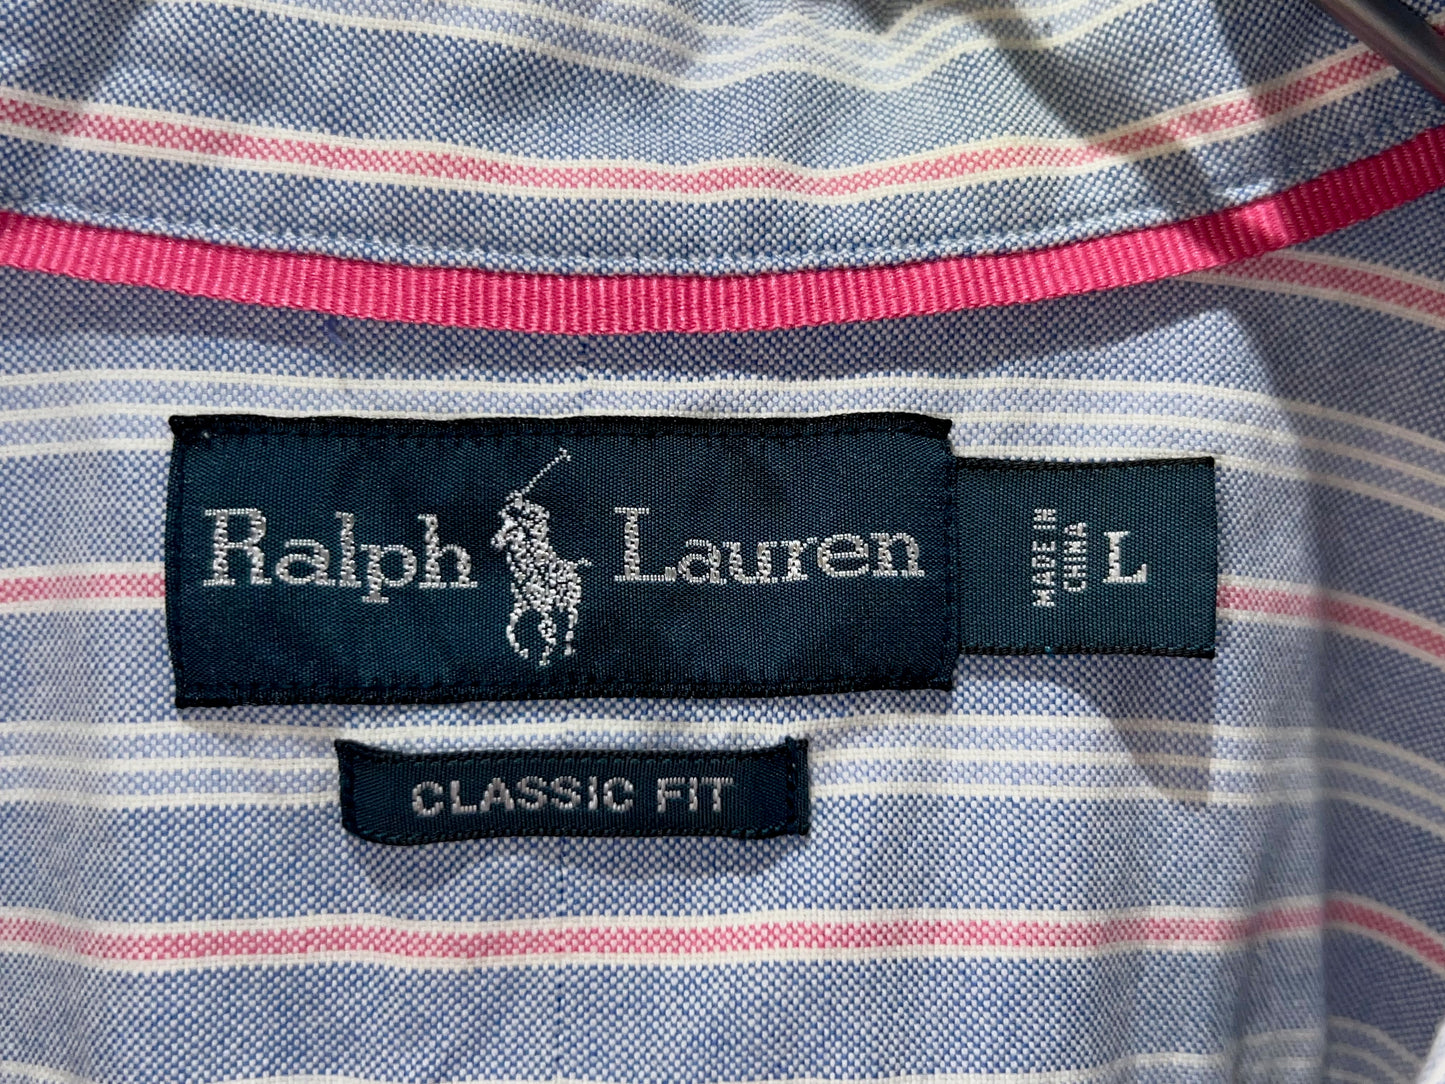 Ralph Lauren
MADE IN
CHINA
L
CLASSIC FIT